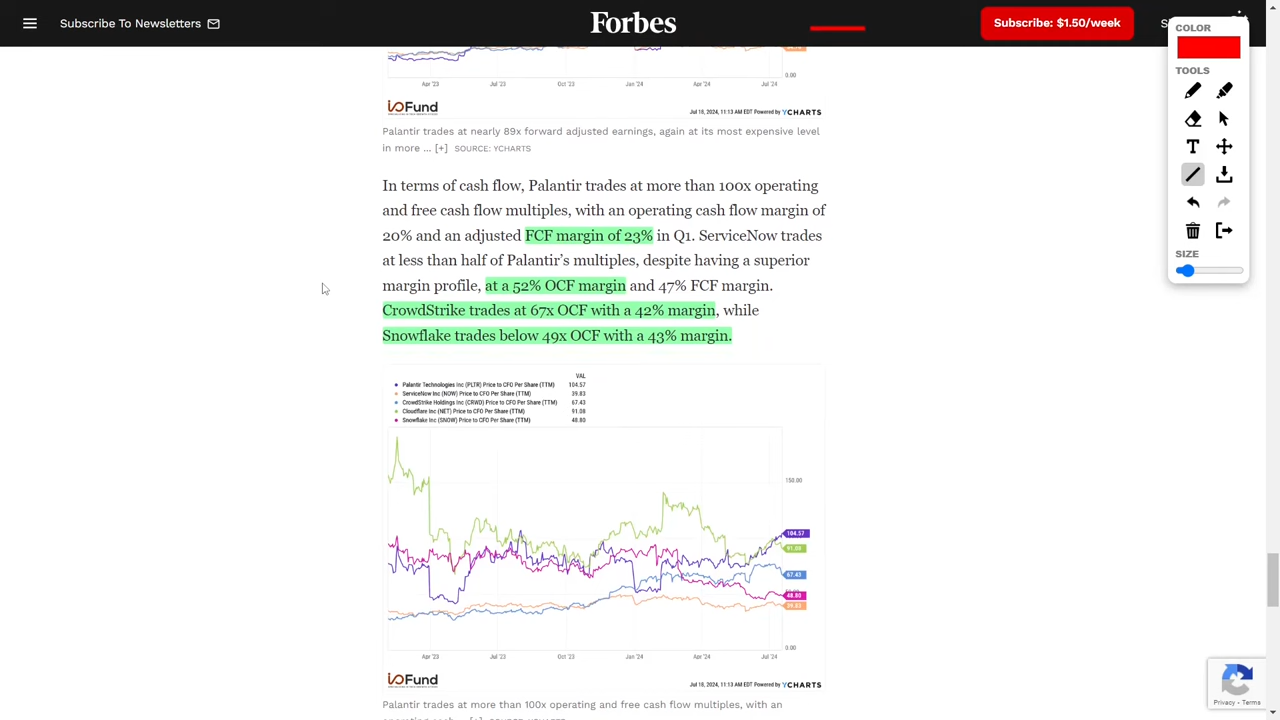 Subscribe To Newsletters
Forbes
Subscribe: $1.50/week
COLOR
TOOLS
SIZE
0.00
Apr '23 Jul '23 Oct '23 Jan '24 Apr '24 Jul '24
I/O Fund
Jul 18, 2024, 11:13 AM EDT Powered by YCHARTS
Palantir trades at nearly 89x forward adjusted earnings, again at its most expensive level
in more ... [+] SOURCE: YCHARTS
In terms of cash flow, Palantir trades at more than 100x operating
and free cash flow multiples, with an operating cash flow margin of
20% and an adjusted FCF margin of 23% in Q1. ServiceNow trades
at less than half of Palantir's multiples, despite having a superior
margin profile, at a 52% OCF margin and 47% FCF margin.
CrowdStrike trades at 67x OCF with a 42% margin, while
Snowflake trades below 49x OCF with a 43% margin.
VAL
Palantir Technologies Inc (PLTR) Price to CFO Per Share (TTM) 104.57
ServiceNow Inc (NOW) Price to CFO Per Share (TTM) 39.83
CrowdStrike Holdings Inc (CRWD) Price to CFO Per Share (TTM) 67.43
Cloudflare Inc (NET) Price to CFO Per Share (TTM) 91.08
Snowflake Inc (SNOW) Price to CFO Per Share (TTM) 48.80
150.00
104.57
91.08
67.43
48.80
39.83
0.00
Apr '23 Jul '23 Oct '23 Jan '24 Apr '24 Jul '24
I/O Fund
Jul 18, 2024, 11:13 AM EDT Powered by YCHARTS
Palantir trades at more than 100x operating and free cash flow multiples, with an
Privacy - Terms